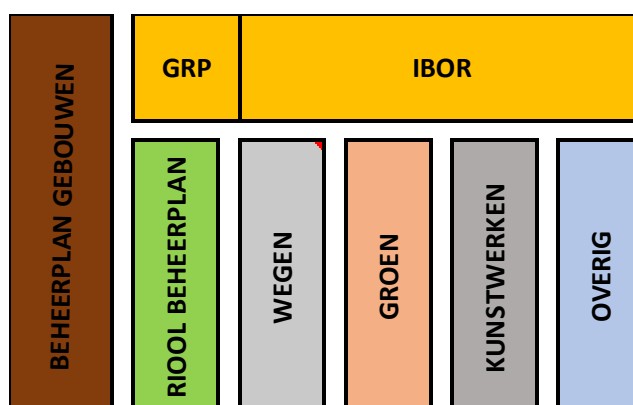 BEHEERPLAN GEBOUWEN
GRP
IBOR
RIOOL BEHEERPLAN
WEGEN
GROEN
KUNSTWERKEN
OVERIG